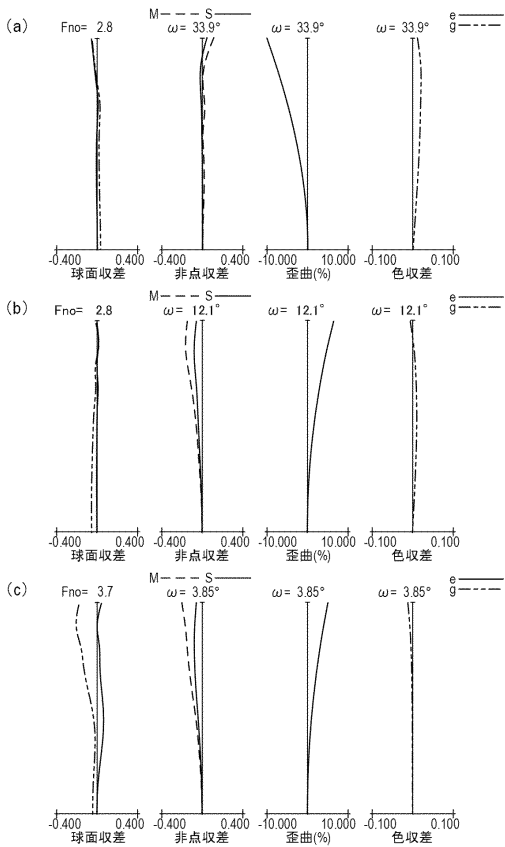 M S e
g
(a) Fno= 2.8 ω= 33.9° ω= 33.9° ω= 33.9°
-0.400 0.400 -0.400 0.400 -10.000 10.000 -0.100 0.100
球面収差 非点収差 歪曲(%) 色収差
M S e
g
(b) Fno= 2.8 ω= 12.1° ω= 12.1° ω= 12.1°
-0.400 0.400 -0.400 0.400 -10.000 10.000 -0.100 0.100
球面収差 非点収差 歪曲(%) 色収差
M S e
g
(c) Fno= 3.7 ω= 3.85° ω= 3.85° ω= 3.85°
-0.400 0.400 -0.400 0.400 -10.000 10.000 -0.100 0.100
球面収差 非点収差 歪曲(%) 色収差